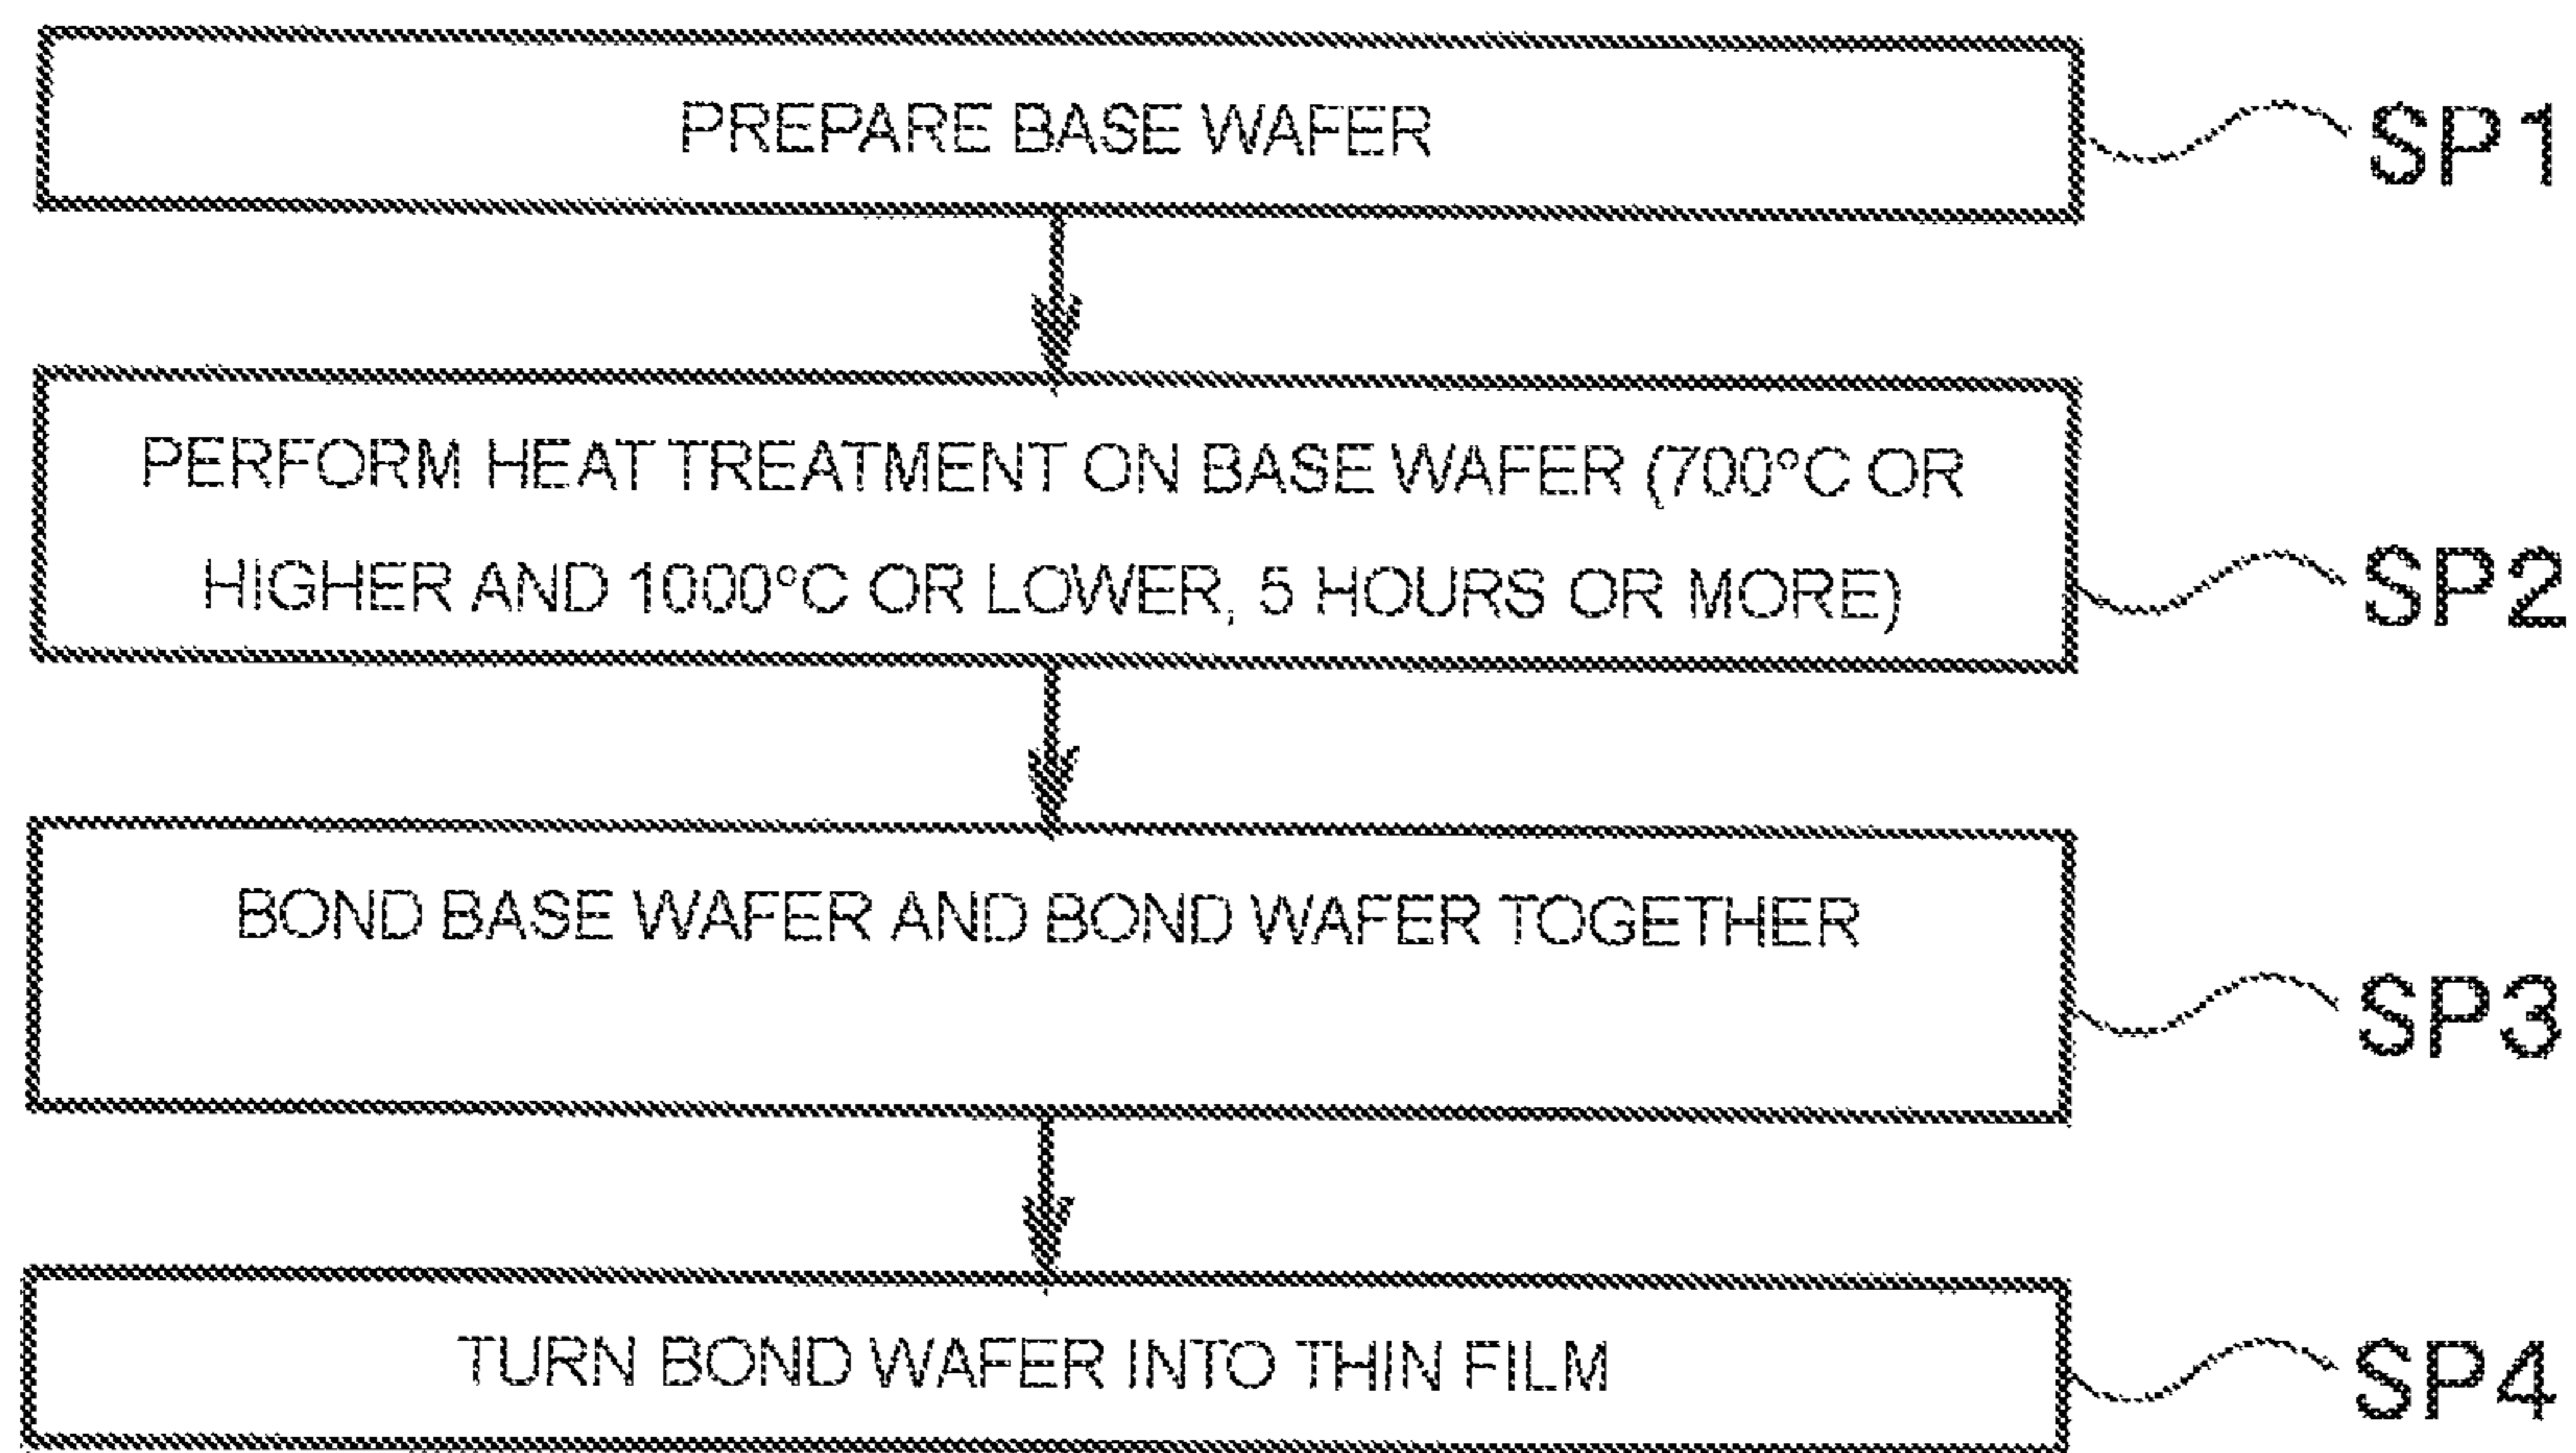 PREPARE BASE WAFER
SP1
PERFORM HEAT TREATMENT ON BASE WAFER (700°C OR
HIGHER AND 1000°C OR LOWER, 5 HOURS OR MORE)
SP2
BOND BASE WAFER AND BOND WAFER TOGETHER
SP3
TURN BOND WAFER INTO THIN FILM
SP4